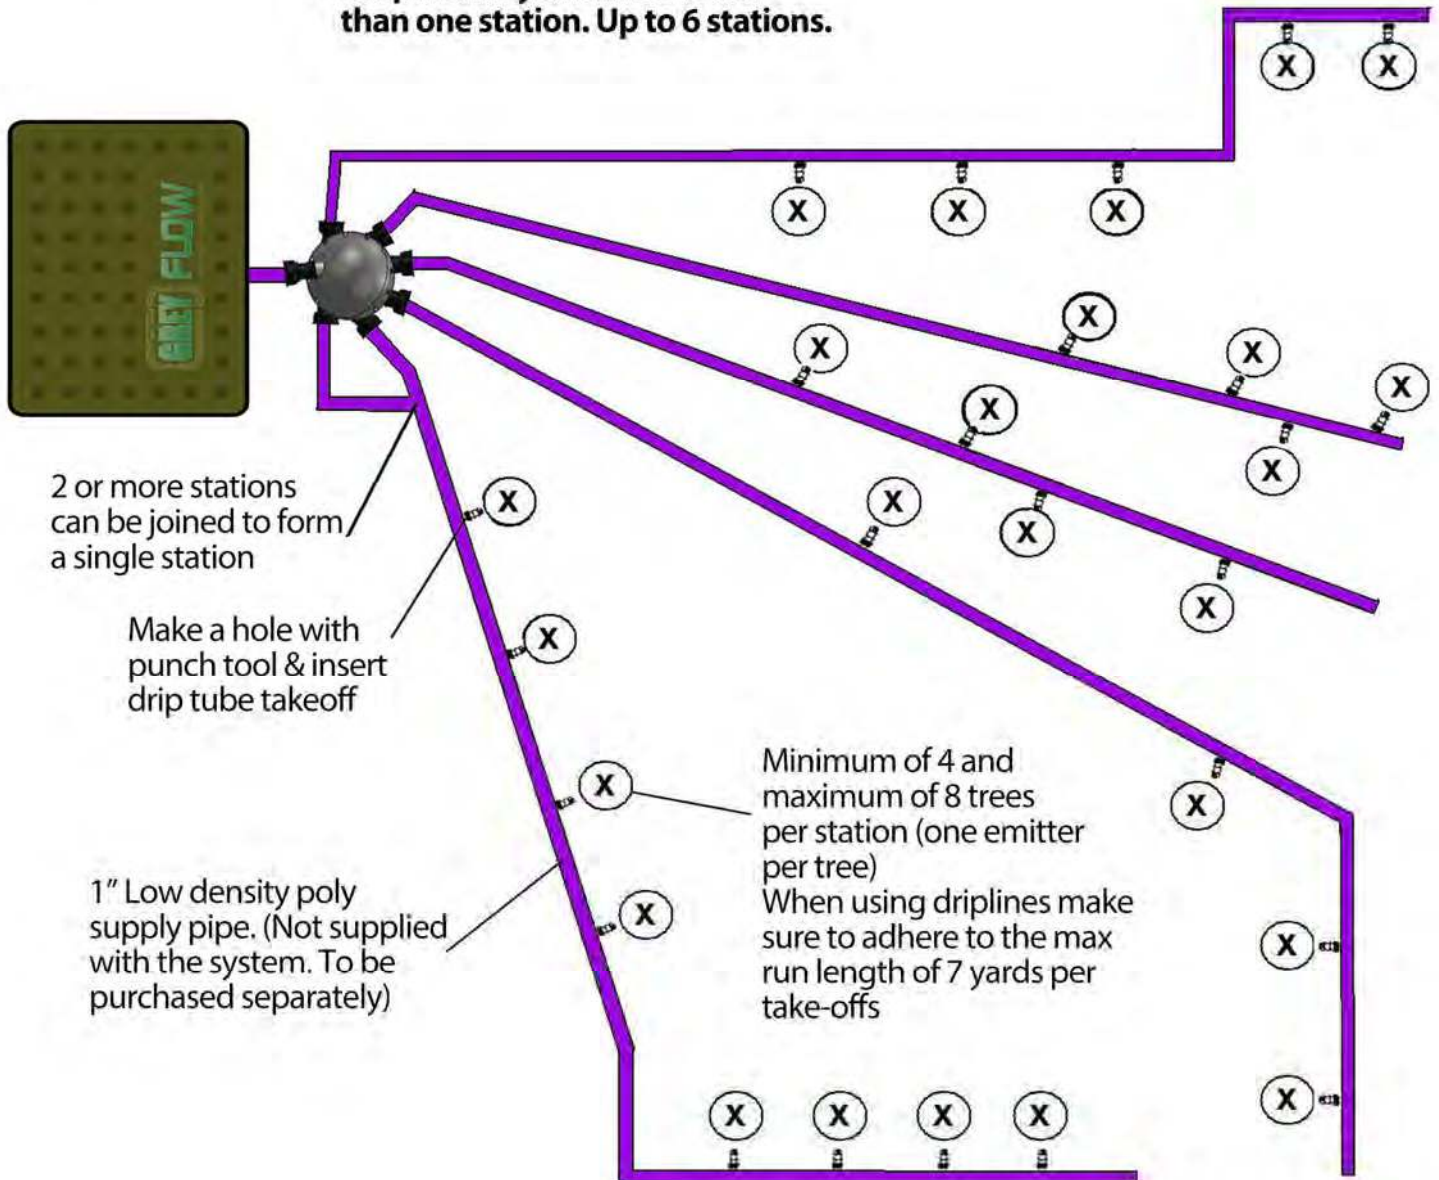 than one station. Up to 6 stations.
X X
X X X
GREY FLOW
X
X
X
X
X
X
X
X
X
2 or more stations
can be joined to form
a single station
X
X
Make a hole with
punch tool & insert
drip tube takeoff
X
X
Minimum of 4 and
maximum of 8 trees
per station (one emitter
per tree)
When using driplines make
sure to adhere to the max
run length of 7 yards per
take-offs
X
1” Low density poly
supply pipe. (Not supplied
with the system. To be
purchased separately)
X
X
X
X X X X